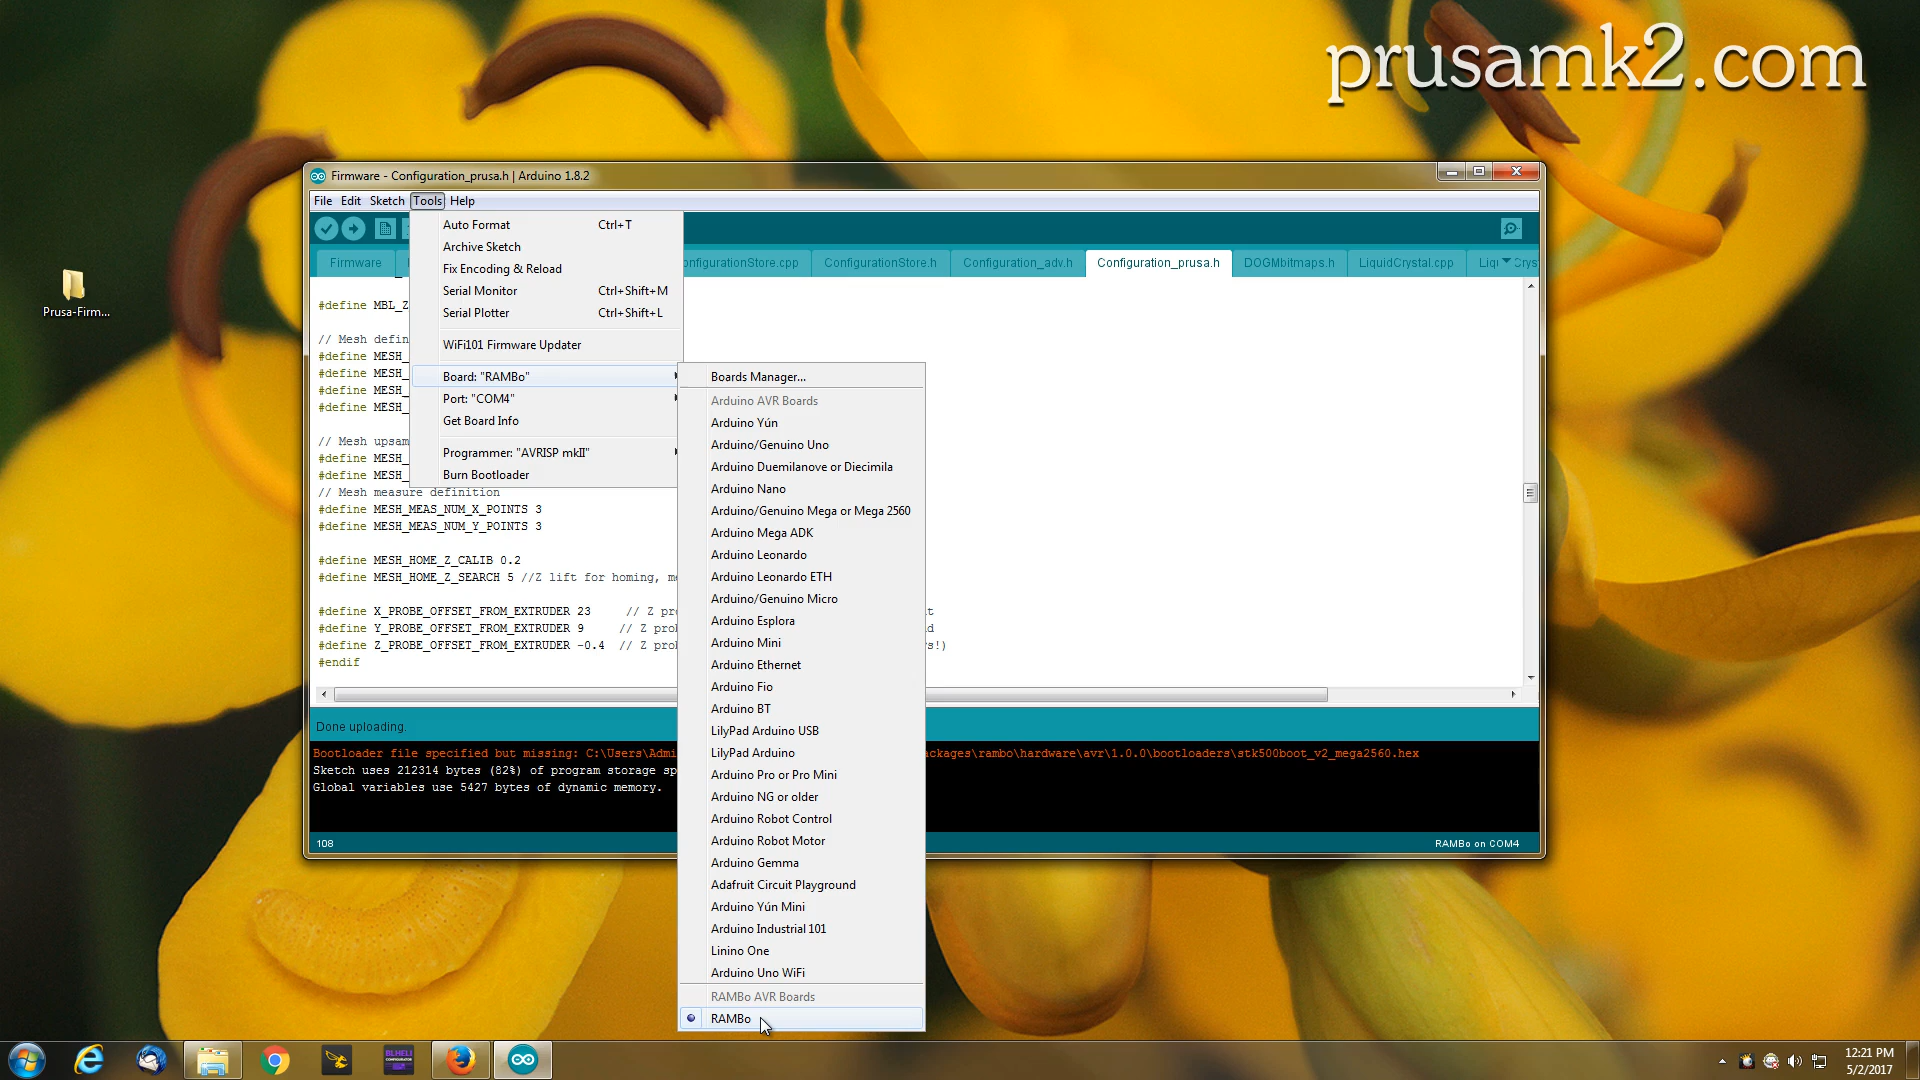 prusamk2.com
Prusa-Firm...
Firmware - Configuration_prusa.h | Arduino 1.8.2
File Edit Sketch Tools Help
Firmware
onfigurationStore.cpp
ConfigurationStore.h
Configuration_adv.h
Configuration_prusa.h
DOGMbitmaps.h
LiquidCrystal.cpp
Auto Format Ctrl+T
Archive Sketch
Fix Encoding & Reload
Serial Monitor Ctrl+Shift+M
Serial Plotter Ctrl+Shift+L
WiFi101 Firmware Updater
Board: "RAMBo"
Port: "COM4"
Get Board Info
Programmer: "AVRISP mkII"
Burn Bootloader
Boards Manager...
Arduino AVR Boards
Arduino Yún
Arduino/Genuino Uno
Arduino Duemilanove or Diecimila
Arduino Nano
Arduino/Genuino Mega or Mega 2560
Arduino Mega ADK
Arduino Leonardo
Arduino Leonardo ETH
Arduino/Genuino Micro
Arduino Esplora
Arduino Mini
Arduino Ethernet
Arduino Fio
Arduino BT
LilyPad Arduino USB
LilyPad Arduino
Arduino Pro or Pro Mini
Arduino NG or older
Arduino Robot Control
Arduino Robot Motor
Arduino Gemma
Adafruit Circuit Playground
Arduino Yún Mini
Arduino Industrial 101
Linino One
Arduino Uno WiFi
RAMBo AVR Boards
RAMBo
#define MBL_Z
// Mesh defin
#define MESH_
#define MESH_
#define MESH_
#define MESH_
// Mesh upsam
#define MESH_
#define MESH_
// Mesh measure definition
#define MESH_MEAS_NUM_X_POINTS 3
#define MESH_MEAS_NUM_Y_POINTS 3
#define MESH_HOME_Z_CALIB 0.2
#define MESH_HOME_Z_SEARCH 5 //Z lift for homing, me
#define X_PROBE_OFFSET_FROM_EXTRUDER 23 // Z pro t
#define Y_PROBE_OFFSET_FROM_EXTRUDER 9 // Z prob d
#define Z_PROBE_OFFSET_FROM_EXTRUDER -0.4 // Z prob s!)
#endif
Done uploading.
Bootloader file specified but missing: C:\Users\Admi ackages\rambo\hardware\avr\1.0.0\bootloaders\stk500boot_v2_mega2560.hex
Sketch uses 212314 bytes (82%) of program storage sp
Global variables use 5427 bytes of dynamic memory.
108
RAMBo on COM4
BLHELI
CONFIGURATOR
12:21 PM
5/2/2017